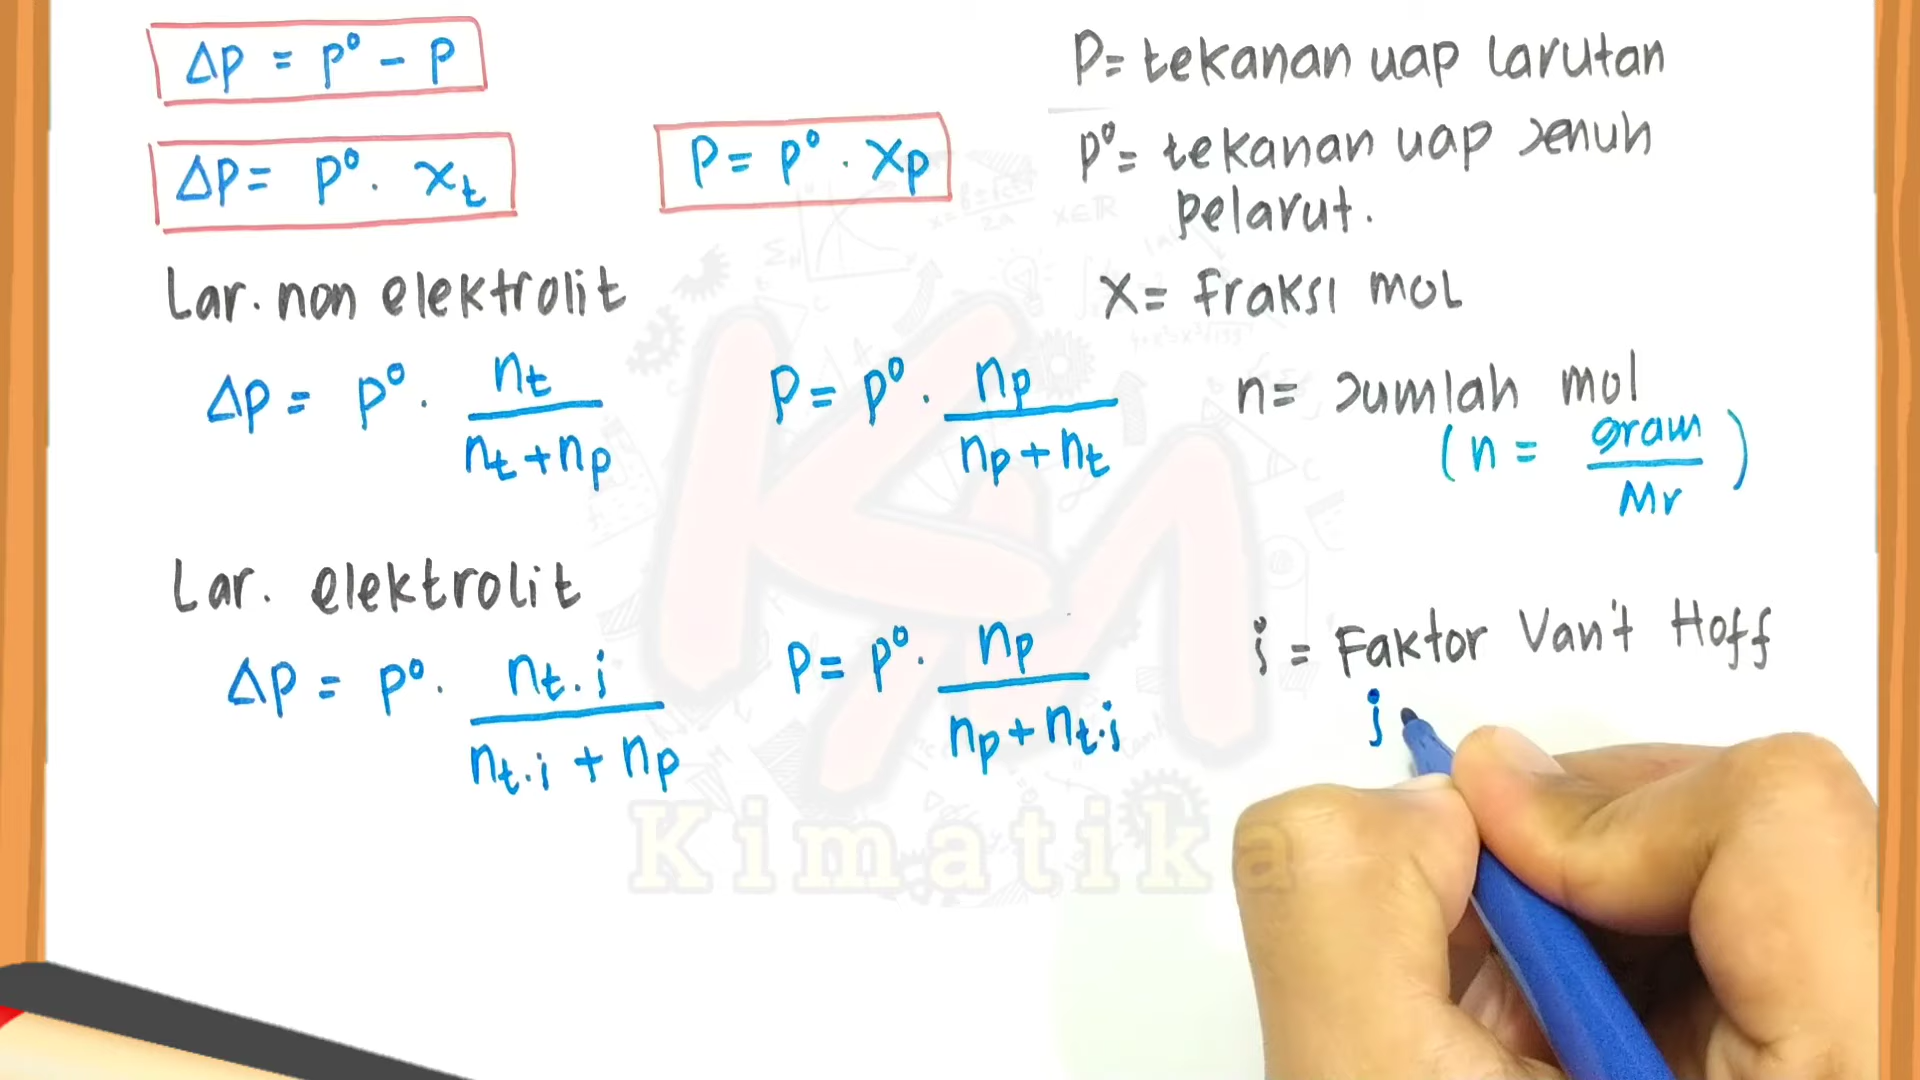 ΔP = P° - P
ΔP = P° . Xt
P = P° . Xp
Lar. non elektrolit
ΔP = P° . nt / nt + np
P = P° . np / np + nt
Lar. elektrolit
ΔP = P° . nt . i / nt . i + np
P = P° . np / np + nt . i
P = tekanan uap larutan
P° = tekanan uap jenuh
pelarut.
X = fraksi mol
n = Jumlah mol
(n = gram / Mr)
i = Faktor Van't Hoff
i
KM
Kimatika